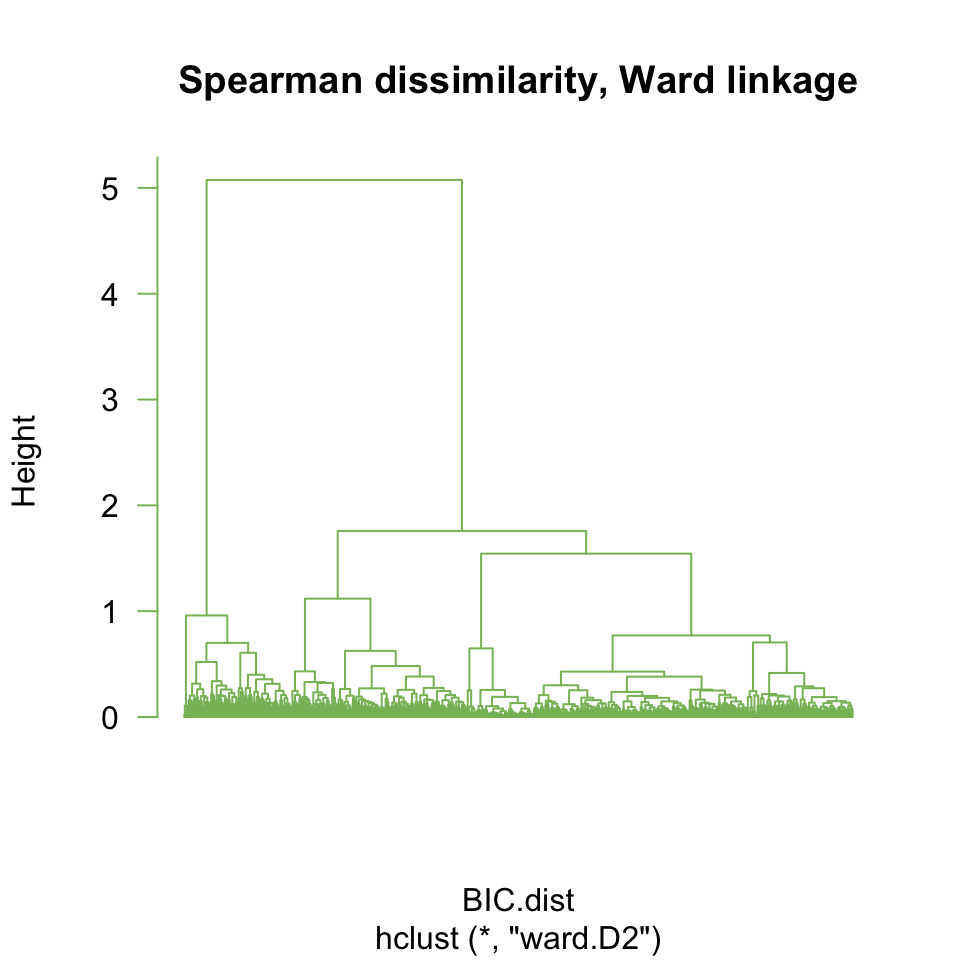 Spearman dissimilarity, Ward linkage
Height
5
4
3
2
1
0
BIC.dist
hclust (*, "ward.D2")